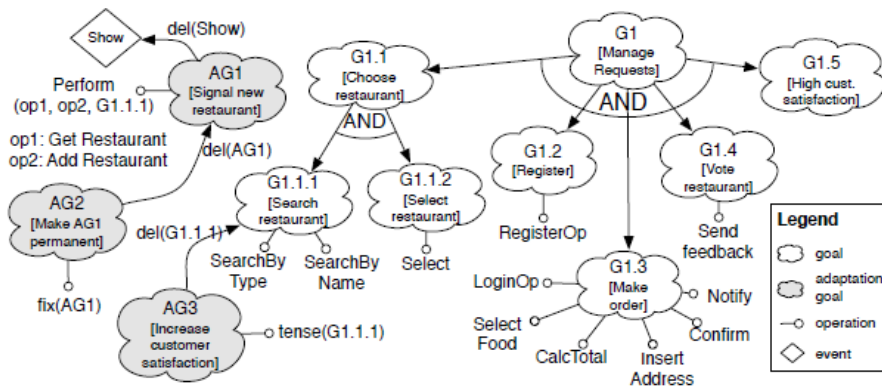 del(Show)
Show
AG1
[Signal new
restaurant]
Perform
(op1, op2, G1.1.1)
op1: Get Restaurant
op2: Add Restaurant
del(AG1)
AG2
[Make AG1
permanent]
fix(AG1)
del(G1.1.1)
AG3
[Increase
customer
satisfaction]
tense(G1.1.1)
G1.1
[Choose
restaurant]
AND
G1.1.1
[Search
restaurant]
SearchBy
Type
SearchBy
Name
G1.1.2
[Select
restaurant]
Select
G1
[Manage
Requests]
AND
G1.5
[High cust.
satisfaction]
G1.2
[Register]
RegisterOp
G1.4
[Vote
restaurant]
Send
feedback
G1.3
[Make
order]
LoginOp
Select
Food
CalcTotal
Insert
Address
Confirm
Notify
Legend
goal
adaptation
goal
operation
event